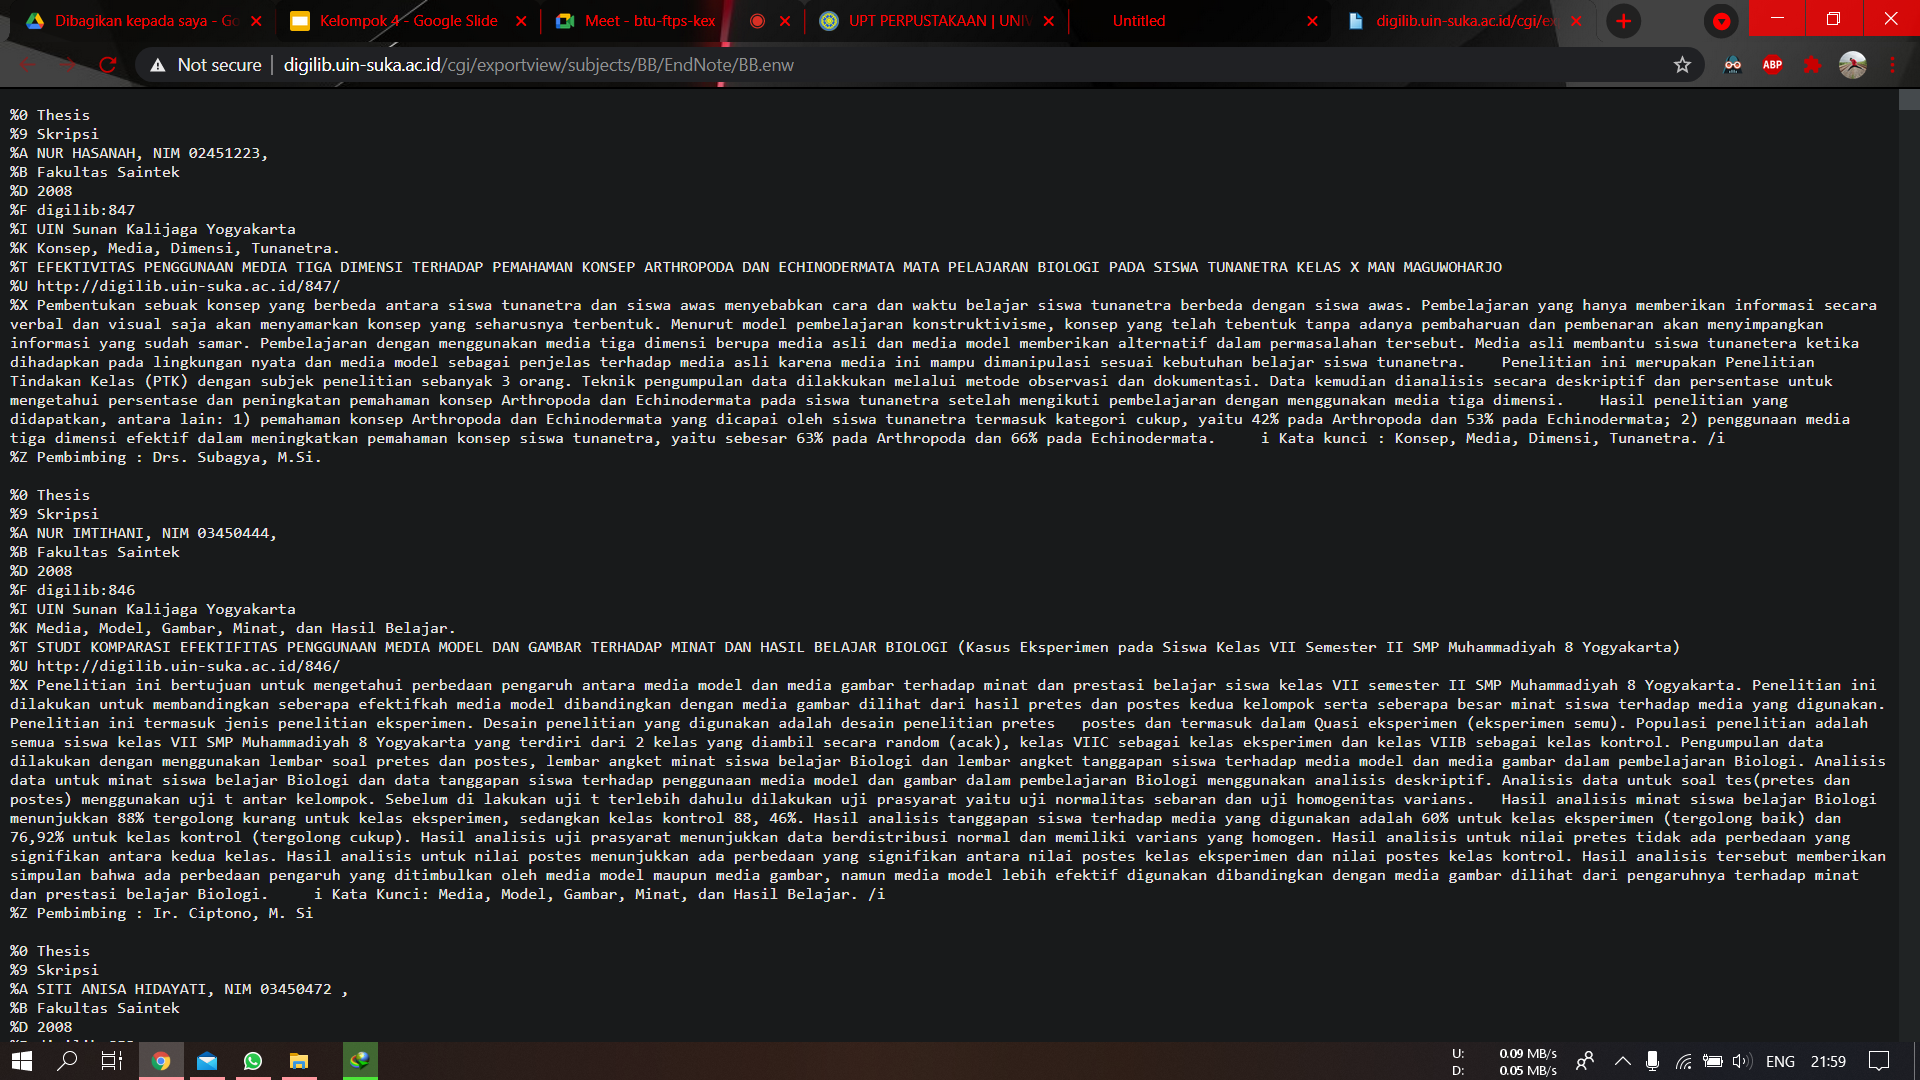 Dibagikan kepada saya - Go
Kelompok 4 - Google Slide
Meet - btu-ftps-kex
UPT PERPUSTAKAAN | UNIV
Untitled
digilib.uin-suka.ac.id/cgi/ex
Not secure | digilib.uin-suka.ac.id/cgi/exportview/subjects/BB/EndNote/BB.enw
ABP
%0 Thesis
%9 Skripsi
%A NUR HASANAH, NIM 02451223,
%B Fakultas Saintek
%D 2008
%F digilib:847
%I UIN Sunan Kalijaga Yogyakarta
%K Konsep, Media, Dimensi, Tunanetra.
%T EFEKTIVITAS PENGGUNAAN MEDIA TIGA DIMENSI TERHADAP PEMAHAMAN KONSEP ARTHROPODA DAN ECHINODERMATA MATA PELAJARAN BIOLOGI PADA SISWA TUNANETRA KELAS X MAN MAGUWOHARJO
%U http://digilib.uin-suka.ac.id/847/
%X Pembentukan sebuak konsep yang berbeda antara siswa tunanetra dan siswa awas menyebabkan cara dan waktu belajar siswa tunanetra berbeda dengan siswa awas. Pembelajaran yang hanya memberikan informasi secara
verbal dan visual saja akan menyamarkan konsep yang seharusnya terbentuk. Menurut model pembelajaran konstruktivisme, konsep yang telah tebentuk tanpa adanya pembaharuan dan pembenaran akan menyimpangkan
informasi yang sudah samar. Pembelajaran dengan menggunakan media tiga dimensi berupa media asli dan media model memberikan alternatif dalam permasalahan tersebut. Media asli membantu siswa tunanetera ketika
dihadapkan pada lingkungan nyata dan media model sebagai penjelas terhadap media asli karena media ini mampu dimanipulasi sesuai kebutuhan belajar siswa tunanetra. Penelitian ini merupakan Penelitian
Tindakan Kelas (PTK) dengan subjek penelitian sebanyak 3 orang. Teknik pengumpulan data dilakkukan melalui metode observasi dan dokumentasi. Data kemudian dianalisis secara deskriptif dan persentase untuk
mengetahui persentase dan peningkatan pemahaman konsep Arthropoda dan Echinodermata pada siswa tunanetra setelah mengikuti pembelajaran dengan menggunakan media tiga dimensi. Hasil penelitian yang
didapatkan, antara lain: 1) pemahaman konsep Arthropoda dan Echinodermata yang dicapai oleh siswa tunanetra termasuk kategori cukup, yaitu 42% pada Arthropoda dan 53% pada Echinodermata; 2) penggunaan media
tiga dimensi efektif dalam meningkatkan pemahaman konsep siswa tunanetra, yaitu sebesar 63% pada Arthropoda dan 66% pada Echinodermata. i Kata kunci : Konsep, Media, Dimensi, Tunanetra. /i
%Z Pembimbing : Drs. Subagya, M.Si.
%0 Thesis
%9 Skripsi
%A NUR IMTIHANI, NIM 03450444,
%B Fakultas Saintek
%D 2008
%F digilib:846
%I UIN Sunan Kalijaga Yogyakarta
%K Media, Model, Gambar, Minat, dan Hasil Belajar.
%T STUDI KOMPARASI EFEKTIFITAS PENGGUNAAN MEDIA MODEL DAN GAMBAR TERHADAP MINAT DAN HASIL BELAJAR BIOLOGI (Kasus Eksperimen pada Siswa Kelas VII Semester II SMP Muhammadiyah 8 Yogyakarta)
%U http://digilib.uin-suka.ac.id/846/
%X Penelitian ini bertujuan untuk mengetahui perbedaan pengaruh antara media model dan media gambar terhadap minat dan prestasi belajar siswa kelas VII semester II SMP Muhammadiyah 8 Yogyakarta. Penelitian ini
dilakukan untuk membandingkan seberapa efektifkah media model dibandingkan dengan media gambar dilihat dari hasil pretes dan postes kedua kelompok serta seberapa besar minat siswa terhadap media yang digunakan.
Penelitian ini termasuk jenis penelitian eksperimen. Desain penelitian yang digunakan adalah desain penelitian pretes postes dan termasuk dalam Quasi eksperimen (eksperimen semu). Populasi penelitian adalah
semua siswa kelas VII SMP Muhammadiyah 8 Yogyakarta yang terdiri dari 2 kelas yang diambil secara random (acak), kelas VIIC sebagai kelas eksperimen dan kelas VIIB sebagai kelas kontrol. Pengumpulan data
dilakukan dengan menggunakan lembar soal pretes dan postes, lembar angket minat siswa belajar Biologi dan lembar angket tanggapan siswa terhadap media model dan media gambar dalam pembelajaran Biologi. Analisis
data untuk minat siswa belajar Biologi dan data tanggapan siswa terhadap penggunaan media model dan gambar dalam pembelajaran Biologi menggunakan analisis deskriptif. Analisis data untuk soal tes(pretes dan
postes) menggunakan uji t antar kelompok. Sebelum di lakukan uji t terlebih dahulu dilakukan uji prasyarat yaitu uji normalitas sebaran dan uji homogenitas varians. Hasil analisis minat siswa belajar Biologi
menunjukkan 88% tergolong kurang untuk kelas eksperimen, sedangkan kelas kontrol 88, 46%. Hasil analisis tanggapan siswa terhadap media yang digunakan adalah 60% untuk kelas eksperimen (tergolong baik) dan
76,92% untuk kelas kontrol (tergolong cukup). Hasil analisis uji prasyarat menunjukkan data berdistribusi normal dan memiliki varians yang homogen. Hasil analisis untuk nilai pretes tidak ada perbedaan yang
signifikan antara kedua kelas. Hasil analisis untuk nilai postes menunjukkan ada perbedaan yang signifikan antara nilai postes kelas eksperimen dan nilai postes kelas kontrol. Hasil analisis tersebut memberikan
simpulan bahwa ada perbedaan pengaruh yang ditimbulkan oleh media model maupun media gambar, namun media model lebih efektif digunakan dibandingkan dengan media gambar dilihat dari pengaruhnya terhadap minat
dan prestasi belajar Biologi. i Kata Kunci: Media, Model, Gambar, Minat, dan Hasil Belajar. /i
%Z Pembimbing : Ir. Ciptono, M. Si
%0 Thesis
%9 Skripsi
%A SITI ANISA HIDAYATI, NIM 03450472 ,
%B Fakultas Saintek
%D 2008
U: 0.09 MB/s
D: 0.05 MB/s
ENG
21:59